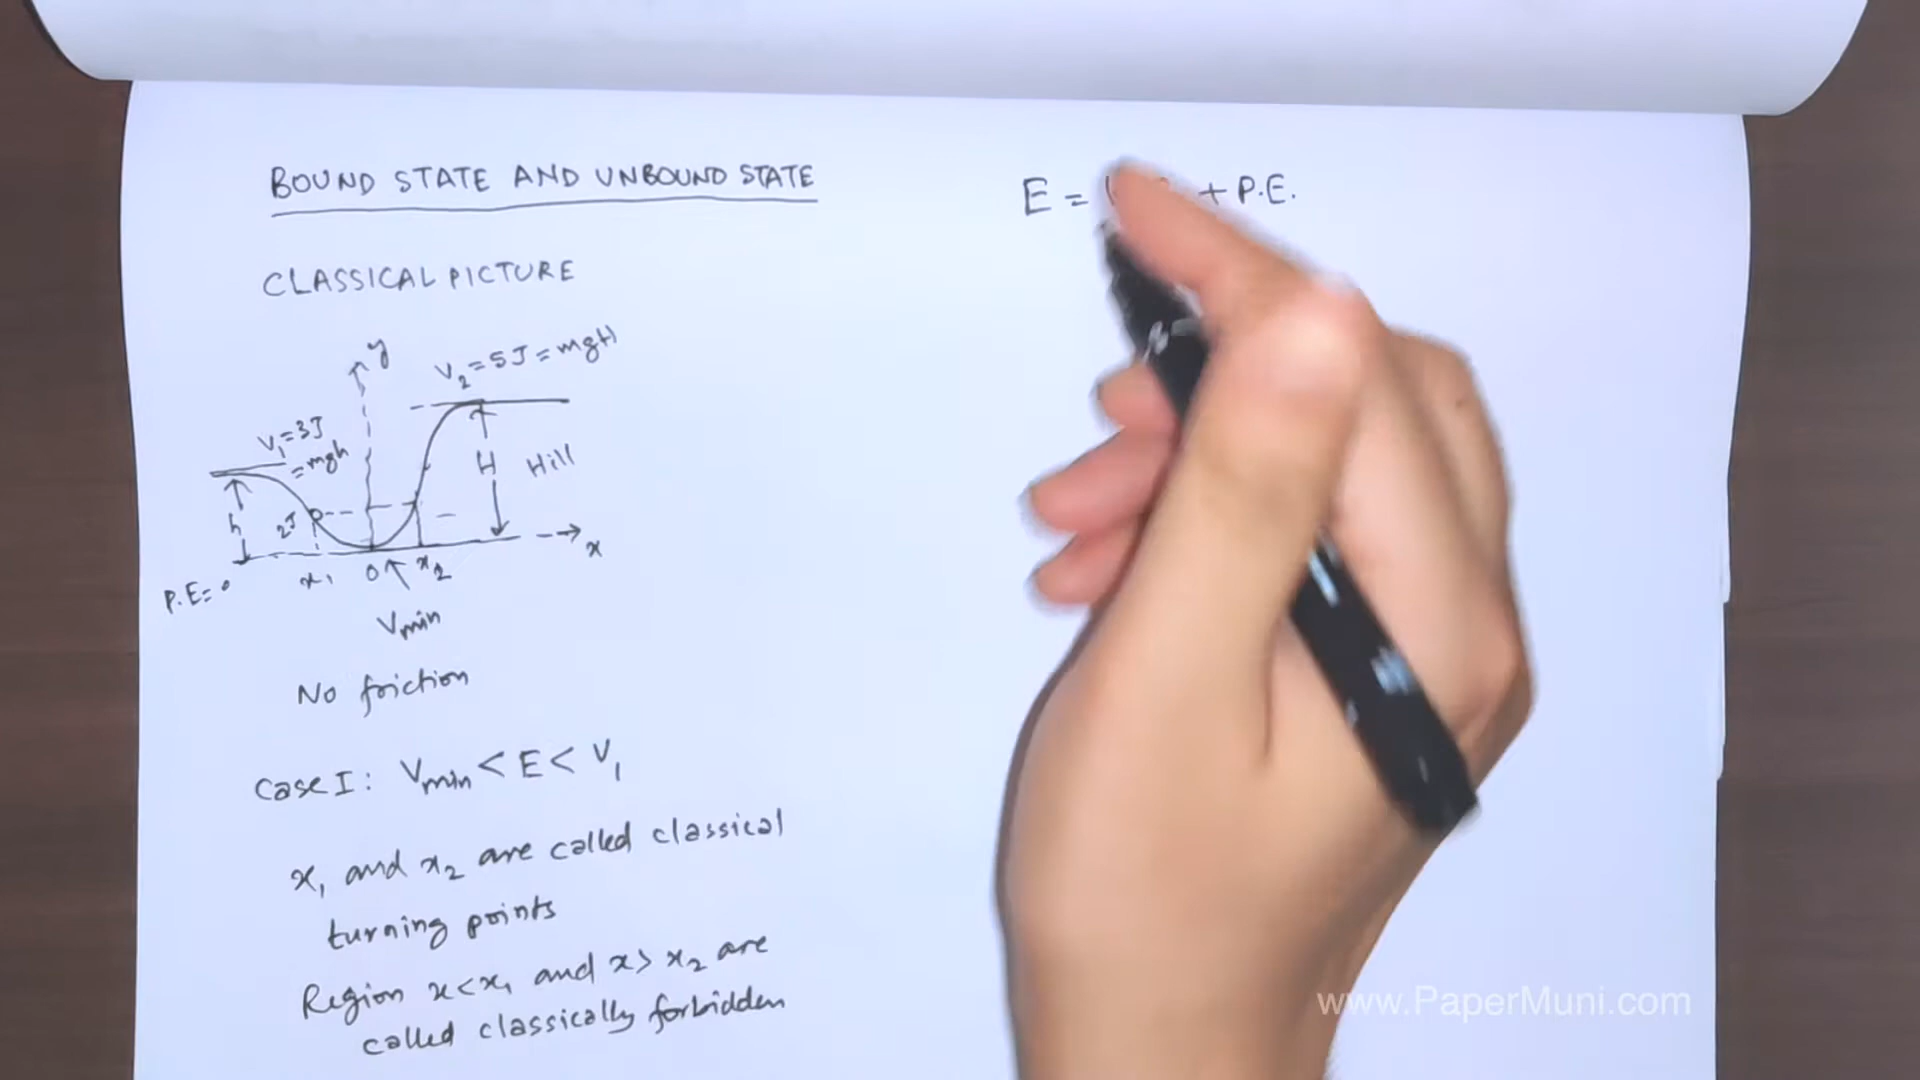 BOUND STATE AND UNBOUND STATE
CLASSICAL PICTURE
y
V₂ = 5J = mgH
V₁ = 3J
= mgh
H Hill
h
2J
x
x₁ 0 x₂
P.E = 0
Vmin
No friction
Case I: Vmin < E < V₁
x₁ and x₂ are called classical
turning points
Region x < x₁ and x > x₂ are
called classically forbidden
E = + P.E.
www.PaperMuni.com